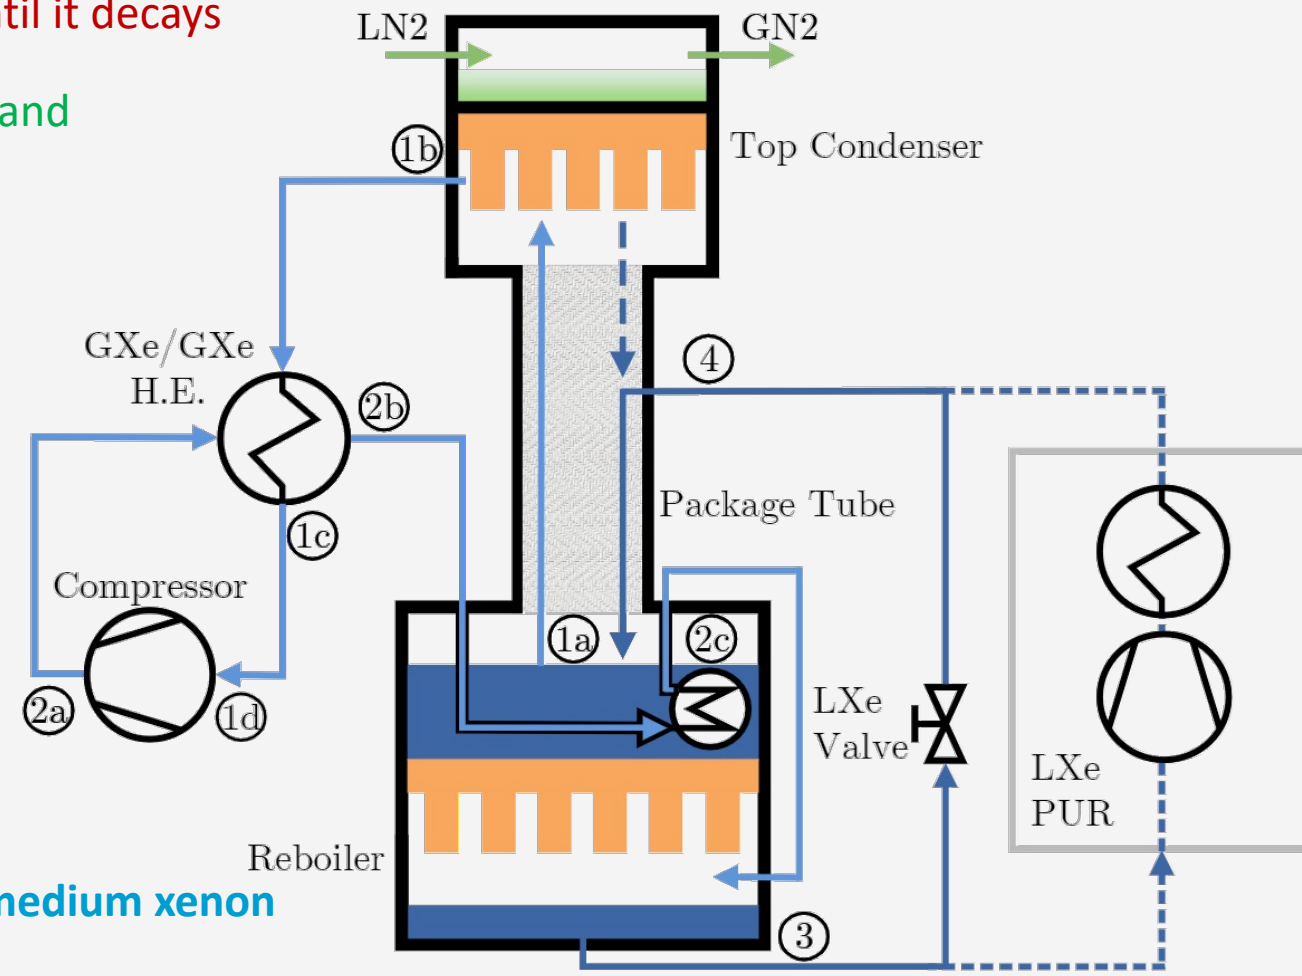 til it decays
and
LN2
GN2
1b
Top Condenser
GXe/GXe
H.E.
4
2b
Package Tube
1c
Compressor
1a
2c
2a
1d
LXe
Valve
LXe
PUR
Reboiler
medium xenon
3